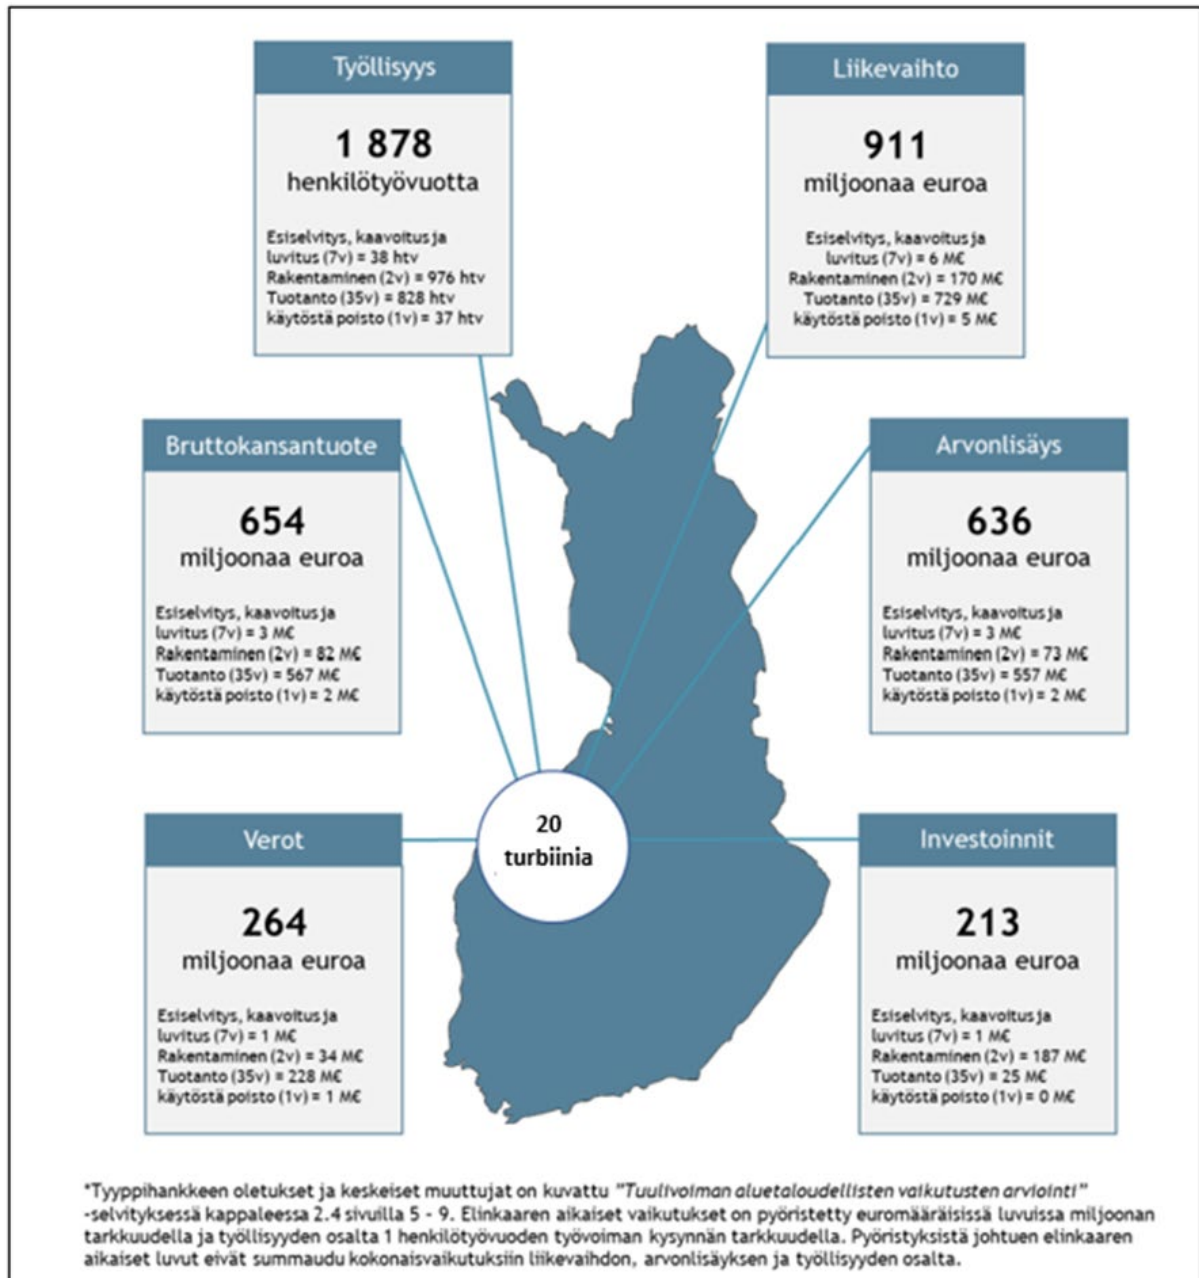 Työllisyys
1 878
henkilötyövuotta
Esiselvitys, kaavoitus ja
luvitus (7v) = 38 htv
Rakentaminen (2v) = 976 htv
Tuotanto (35v) = 828 htv
käytöstä poisto (1v) = 37 htv
Liikevaihto
911
miljoonaa euroa
Esiselvitys, kaavoitus ja
luvitus (7v) = 6 M€
Rakentaminen (2v) = 170 M€
Tuotanto (35v) = 729 M€
käytöstä poisto (1v) = 5 M€
Bruttokansantuote
654
miljoonaa euroa
Esiselvitys, kaavoitus ja
luvitus (7v) = 3 M€
Rakentaminen (2v) = 82 M€
Tuotanto (35v) = 567 M€
käytöstä poisto (1v) = 2 M€
Arvonlisäys
636
miljoonaa euroa
Esiselvitys, kaavoitus ja
luvitus (7v) = 3 M€
Rakentaminen (2v) = 73 M€
Tuotanto (35v) = 557 M€
käytöstä poisto (1v) = 2 M€
20
turbiinia
Verot
264
miljoonaa euroa
Esiselvitys, kaavoitus ja
luvitus (7v) = 1 M€
Rakentaminen (2v) = 34 M€
Tuotanto (35v) = 228 M€
käytöstä poisto (1v) = 1 M€
Investoinnit
213
miljoonaa euroa
Esiselvitys, kaavoitus ja
luvitus (7v) = 1 M€
Rakentaminen (2v) = 187 M€
Tuotanto (35v) = 25 M€
käytöstä poisto (1v) = 0 M€
*Tyyppihankkeen oletukset ja keskeiset muuttujat on kuvattu "Tuulivoiman aluetaloudellisten vaikutusten arviointi"
-selvityksessä kappaleessa 2.4 sivuilla 5 - 9. Elinkaaren aikaiset vaikutukset on pyöristetty euromääräisissä luvuissa miljoonan
tarkkuudella ja työllisyyden osalta 1 henkilötyövuoden työvoiman kysynnän tarkkuudella. Pyöristyksistä johtuen elinkaaren
aikaiset luvut eivät summaudu kokonaisvaikutuksiin liikevaihdon, arvonlisäyksen ja työllisyyden osalta.